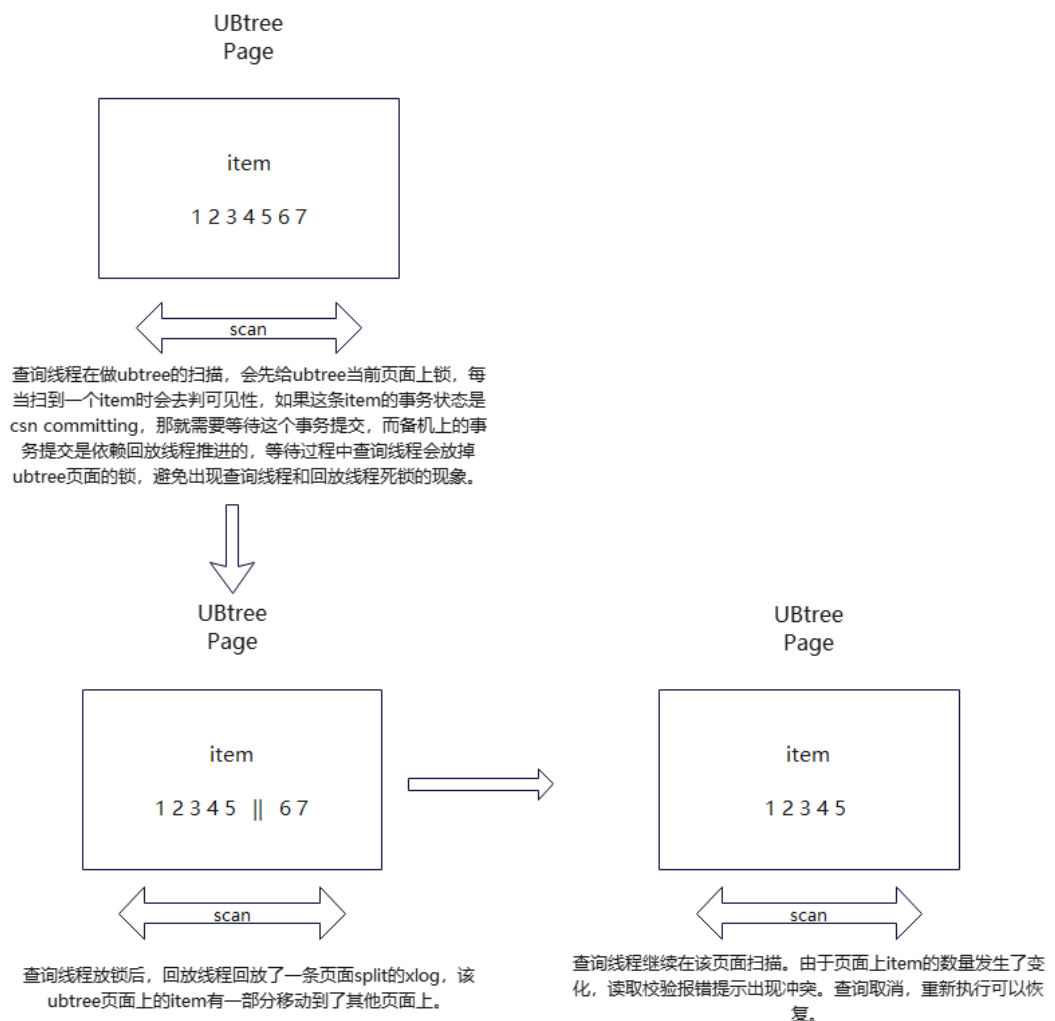 UBtree
Page
item
1 2 3 4 5 6 7
scan
查询线程在做ubtree的扫描，会先给ubtree当前页面上锁，每
当扫到一个item时会去判可见性，如果这条item的事务状态是
csn committing，那就需要等待这个事务提交，而备机上的事
务提交是依赖回放线程推进的，等待过程中查询线程会放掉
ubtree页面的锁，避免出现查询线程和回放线程死锁的现象。
UBtree
Page
item
1 2 3 4 5 || 6 7
scan
查询线程放锁后，回放线程回放了一条页面split的xlog，该
ubtree页面上的item有一部分移动到了其他页面上。
UBtree
Page
item
1 2 3 4 5
scan
查询线程继续在该页面扫描。由于页面上item的数量发生了变
化，读取校验报错提示出现冲突。查询取消，重新执行可以恢
复。